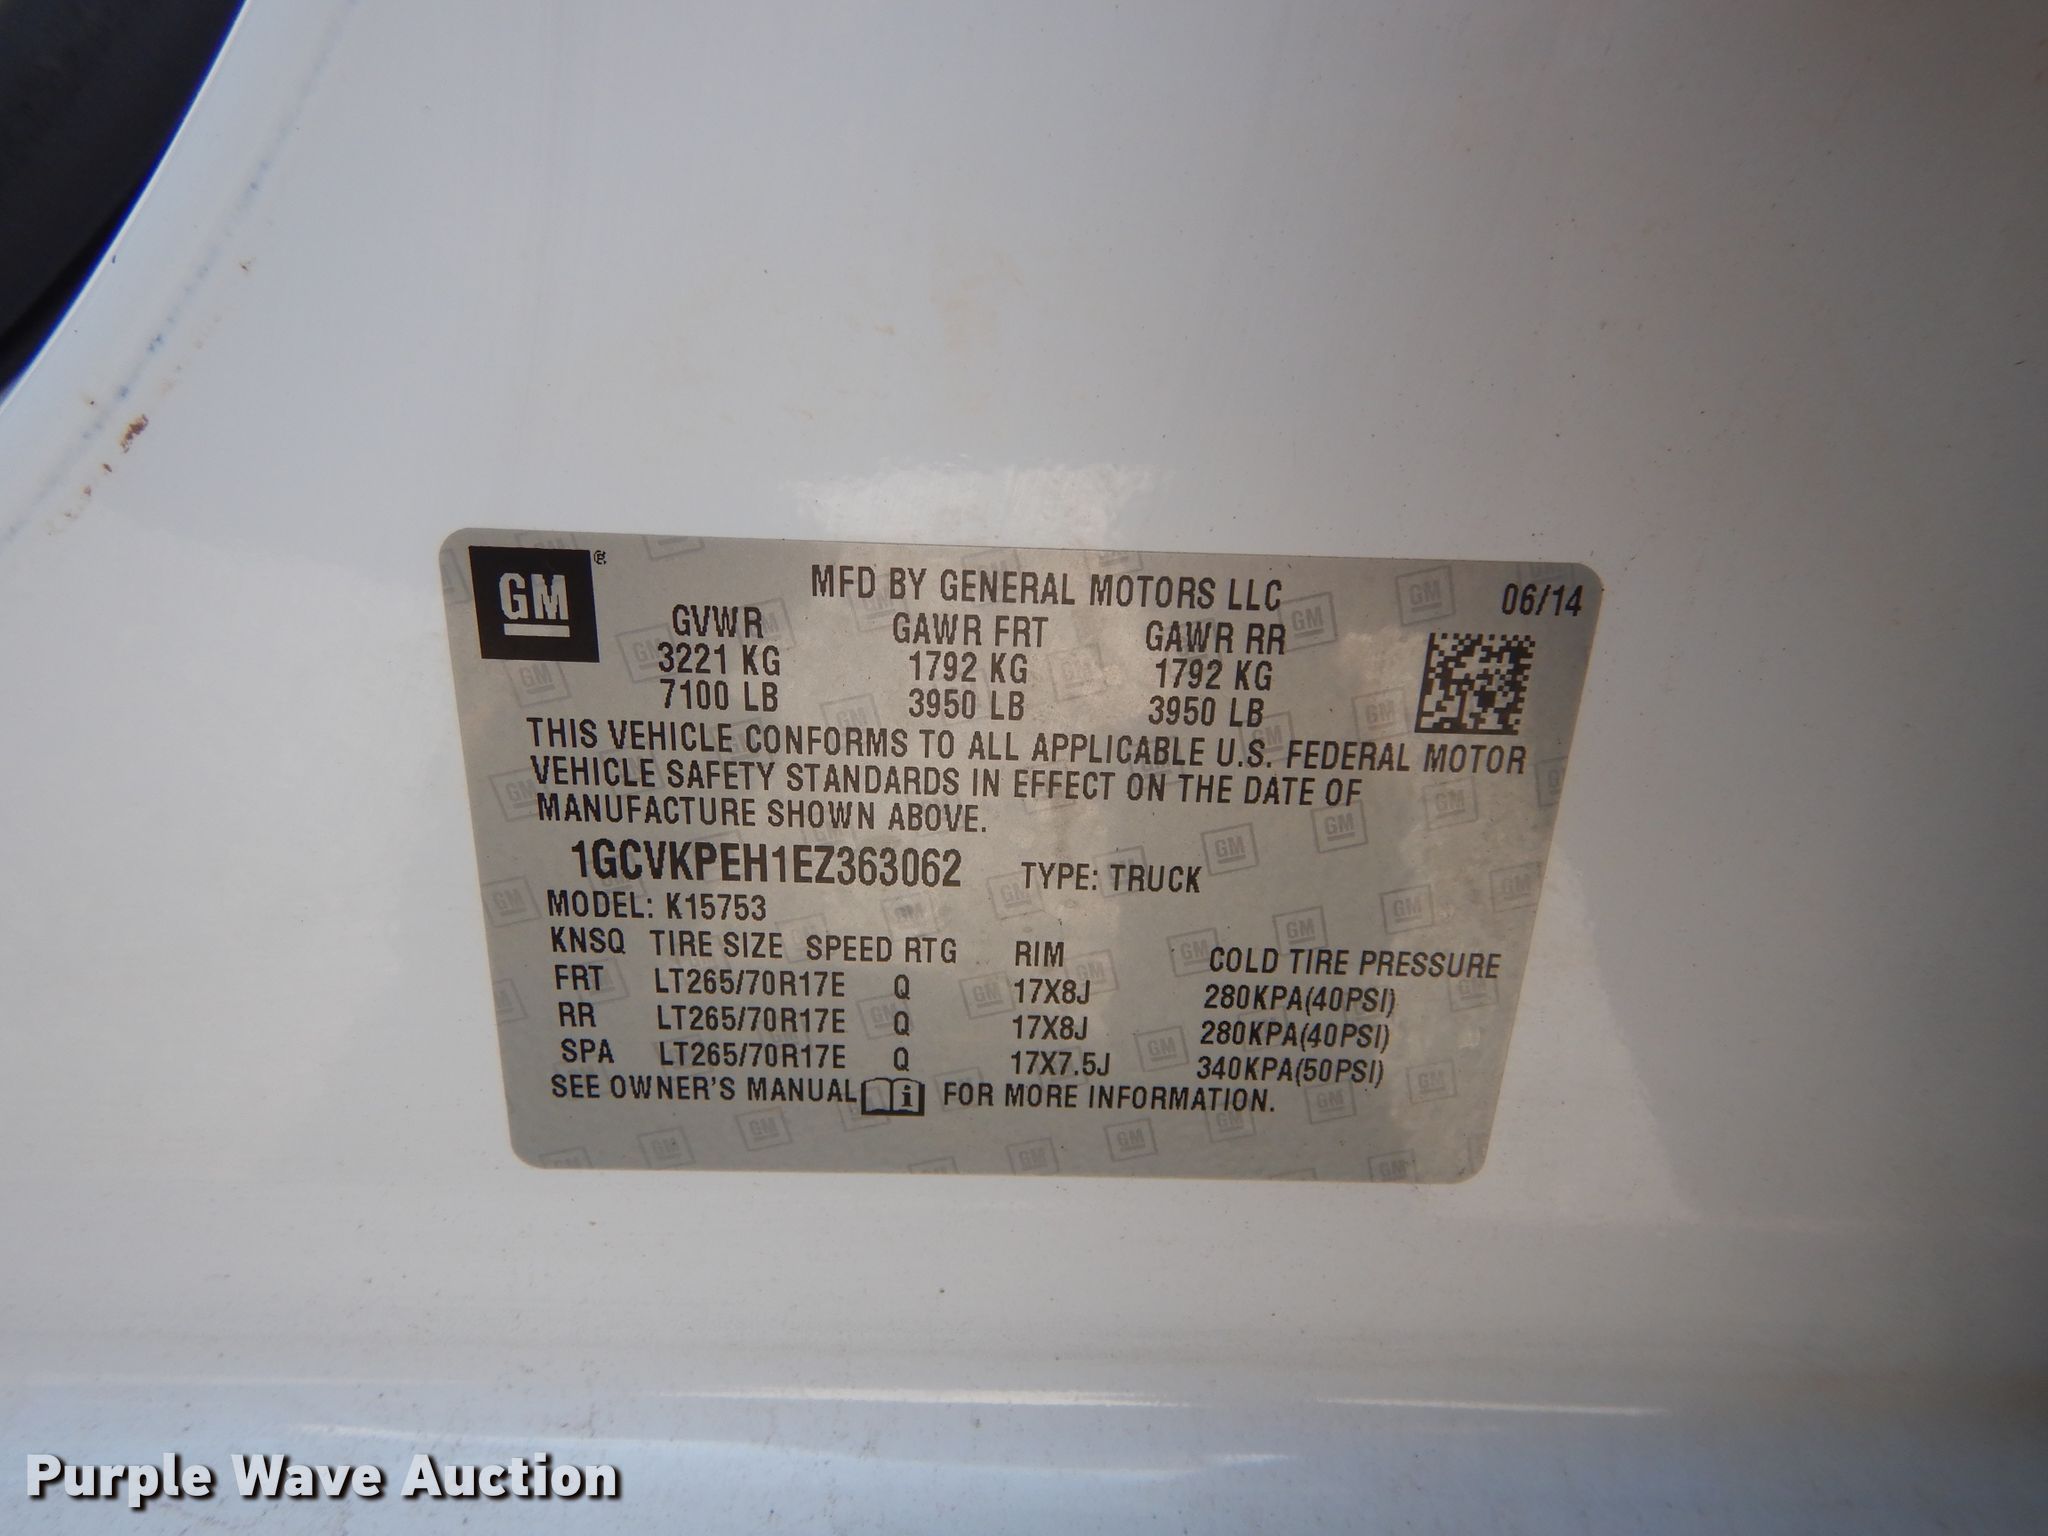 GM ®
MFD BY GENERAL MOTORS LLC 06/14
GVWR GAWR FRT GAWR RR
3221 KG 1792 KG 1792 KG
7100 LB 3950 LB 3950 LB
THIS VEHICLE CONFORMS TO ALL APPLICABLE U.S. FEDERAL MOTOR
VEHICLE SAFETY STANDARDS IN EFFECT ON THE DATE OF
MANUFACTURE SHOWN ABOVE.
1GCVKPEH1EZ363062 TYPE: TRUCK
MODEL: K15753
KNSQ TIRE SIZE SPEED RTG RIM COLD TIRE PRESSURE
FRT LT265/70R17E Q 17X8J 280KPA(40PSI)
RR LT265/70R17E Q 17X8J 280KPA(40PSI)
SPA LT265/70R17E Q 17X7.5J 340KPA(50PSI)
SEE OWNER'S MANUAL i FOR MORE INFORMATION.
Purple Wave Auction